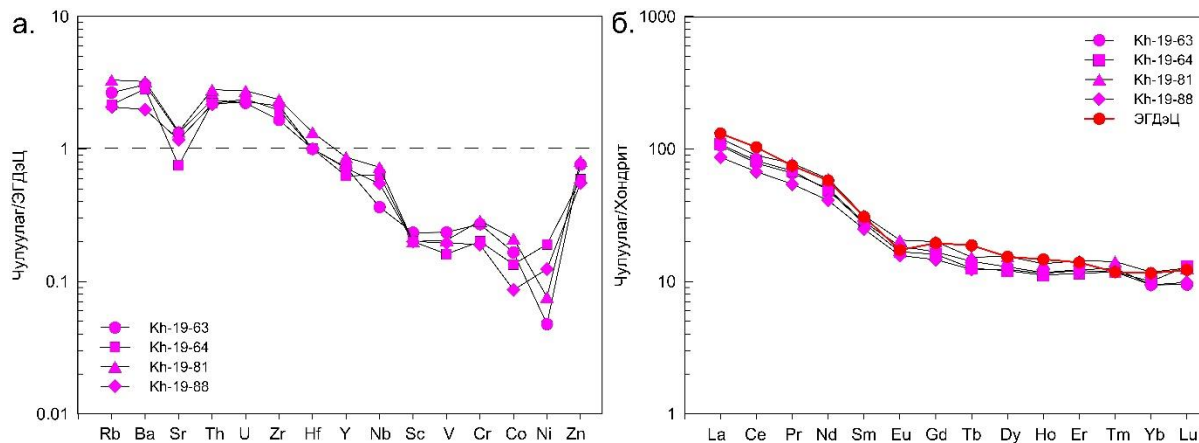 а.
Чулуулаг/ЭГДэЦ
10
1
0.1
0.01
Kh-19-63
Kh-19-64
Kh-19-81
Kh-19-88
Rb Ba Sr Th U Zr Hf Y Nb Sc V Cr Co Ni Zn
б.
Чулуулаг/Хондрит
1000
100
10
1
Kh-19-63
Kh-19-64
Kh-19-81
Kh-19-88
ЭГДэЦ
La Ce Pr Nd Sm Eu Gd Tb Dy Ho Er Tm Yb Lu